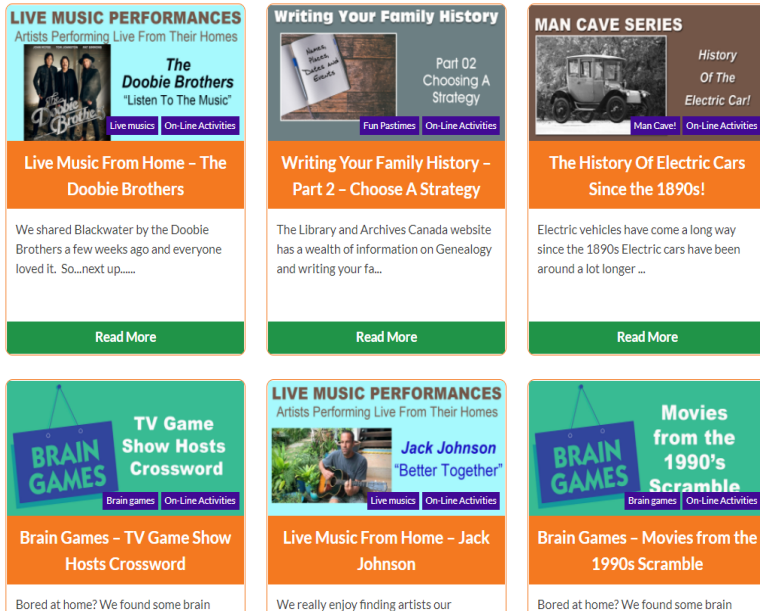 LIVE MUSIC PERFORMANCES
Artists Performing Live From Their Homes
The
Doobie Brothers
"Listen To The Music"
The
Doobie
Brothers
Live musics
On-Line Activities
Live Music From Home – The
Doobie Brothers
We shared Blackwater by the Doobie
Brothers a few weeks ago and everyone
loved it. So...next up......
Read More
Writing Your Family History
Names,
Places,
Dates and
Events
Part 02
Choosing A
Strategy
Fun Pastimes
On-Line Activities
Writing Your Family History –
Part 2 – Choose A Strategy
The Library and Archives Canada website
has a wealth of information on Genealogy
and writing your fa...
Read More
MAN CAVE SERIES
History
Of The
Electric Car!
Man Cave!
On-Line Activities
The History Of Electric Cars
Since the 1890s!
Electric vehicles have come a long way
since the 1890s Electric cars have been
around a lot longer ...
Read More
BRAIN
GAMES
TV Game
Show Hosts
Crossword
Brain games
On-Line Activities
Brain Games – TV Game Show
Hosts Crossword
Bored at home? We found some brain
LIVE MUSIC PERFORMANCES
Artists Performing Live From Their Homes
Jack Johnson
"Better Together"
Live musics
On-Line Activities
Live Music From Home – Jack
Johnson
We really enjoy finding artists our
BRAIN
GAMES
Movies
from the
1990's
Scramble
Brain games
On-Line Activities
Brain Games – Movies from the
1990s Scramble
Bored at home? We found some brain